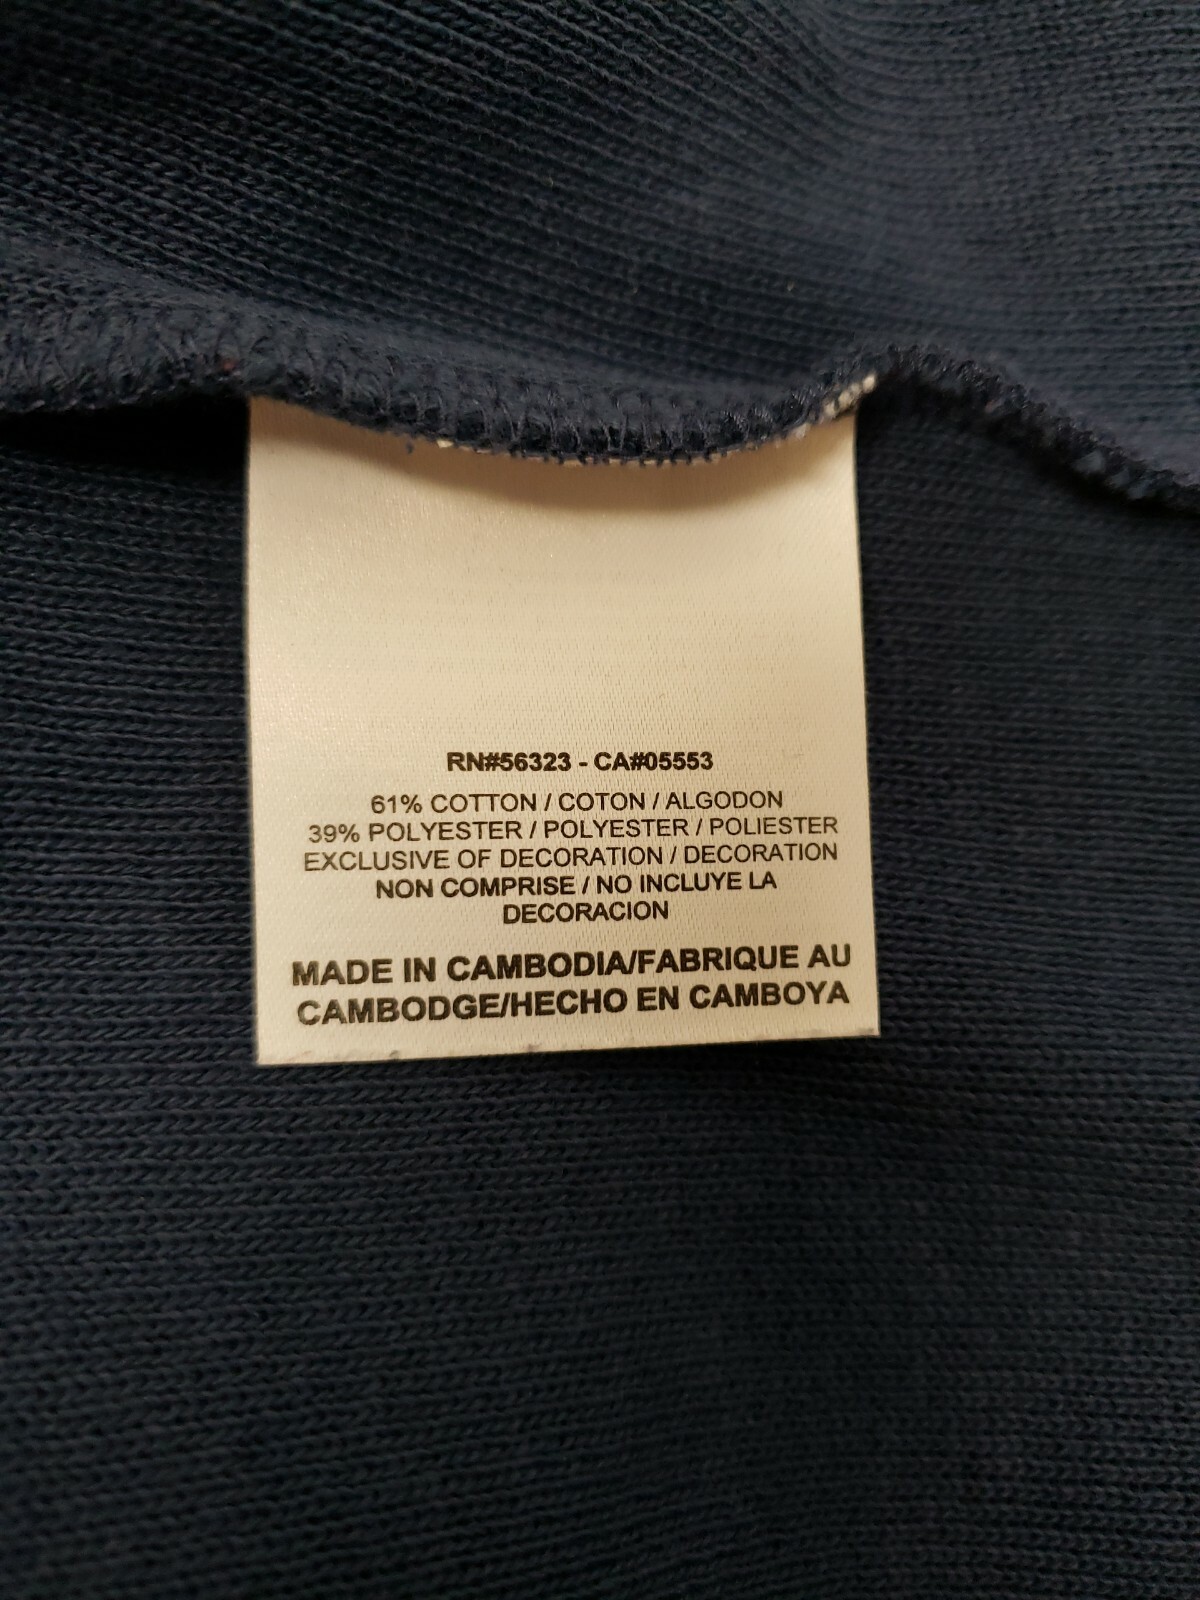 RN#56323 - CA#05553
61% COTTON / COTON / ALGODON
39% POLYESTER / POLYESTER / POLIESTER
EXCLUSIVE OF DECORATION / DECORATION
NON COMPRISE / NO INCLUYE LA
DECORACION
MADE IN CAMBODIA/FABRIQUE AU
CAMBODGE/HECHO EN CAMBOYA